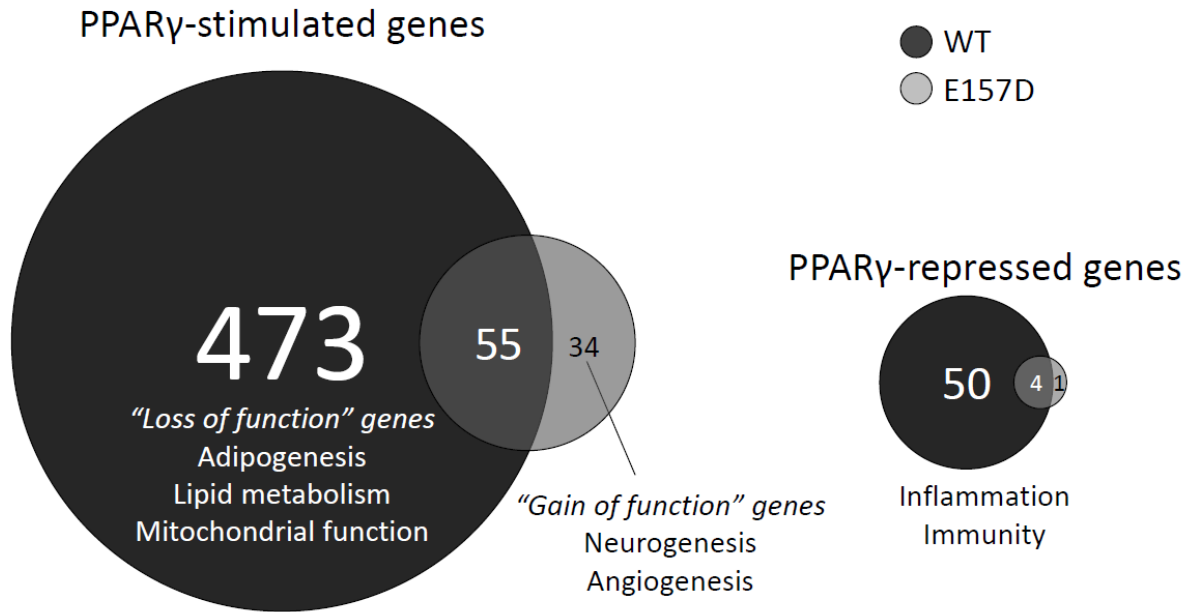 PPARγ-stimulated genes
WT
E157D
473
55
34
“Loss of function” genes
Adipogenesis
Lipid metabolism
Mitochondrial function
“Gain of function” genes
Neurogenesis
Angiogenesis
PPARγ-repressed genes
50
4
1
Inflammation
Immunity